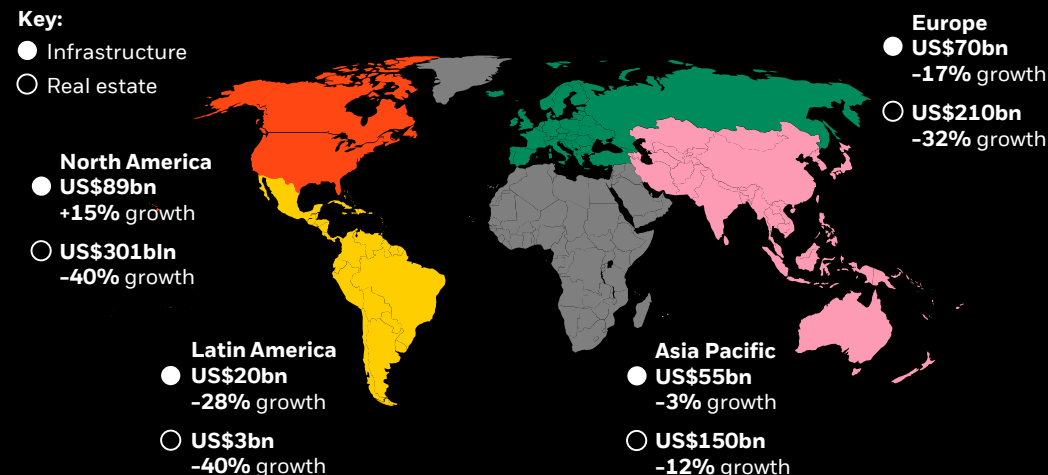 Key:
Infrastructure
Real estate
North America
US$89bn
+15% growth
US$301bln
-40% growth
Latin America
US$20bn
-28% growth
US$3bn
-40% growth
Europe
US$70bn
-17% growth
US$210bn
-32% growth
Asia Pacific
US$55bn
-3% growth
US$150bn
-12% growth